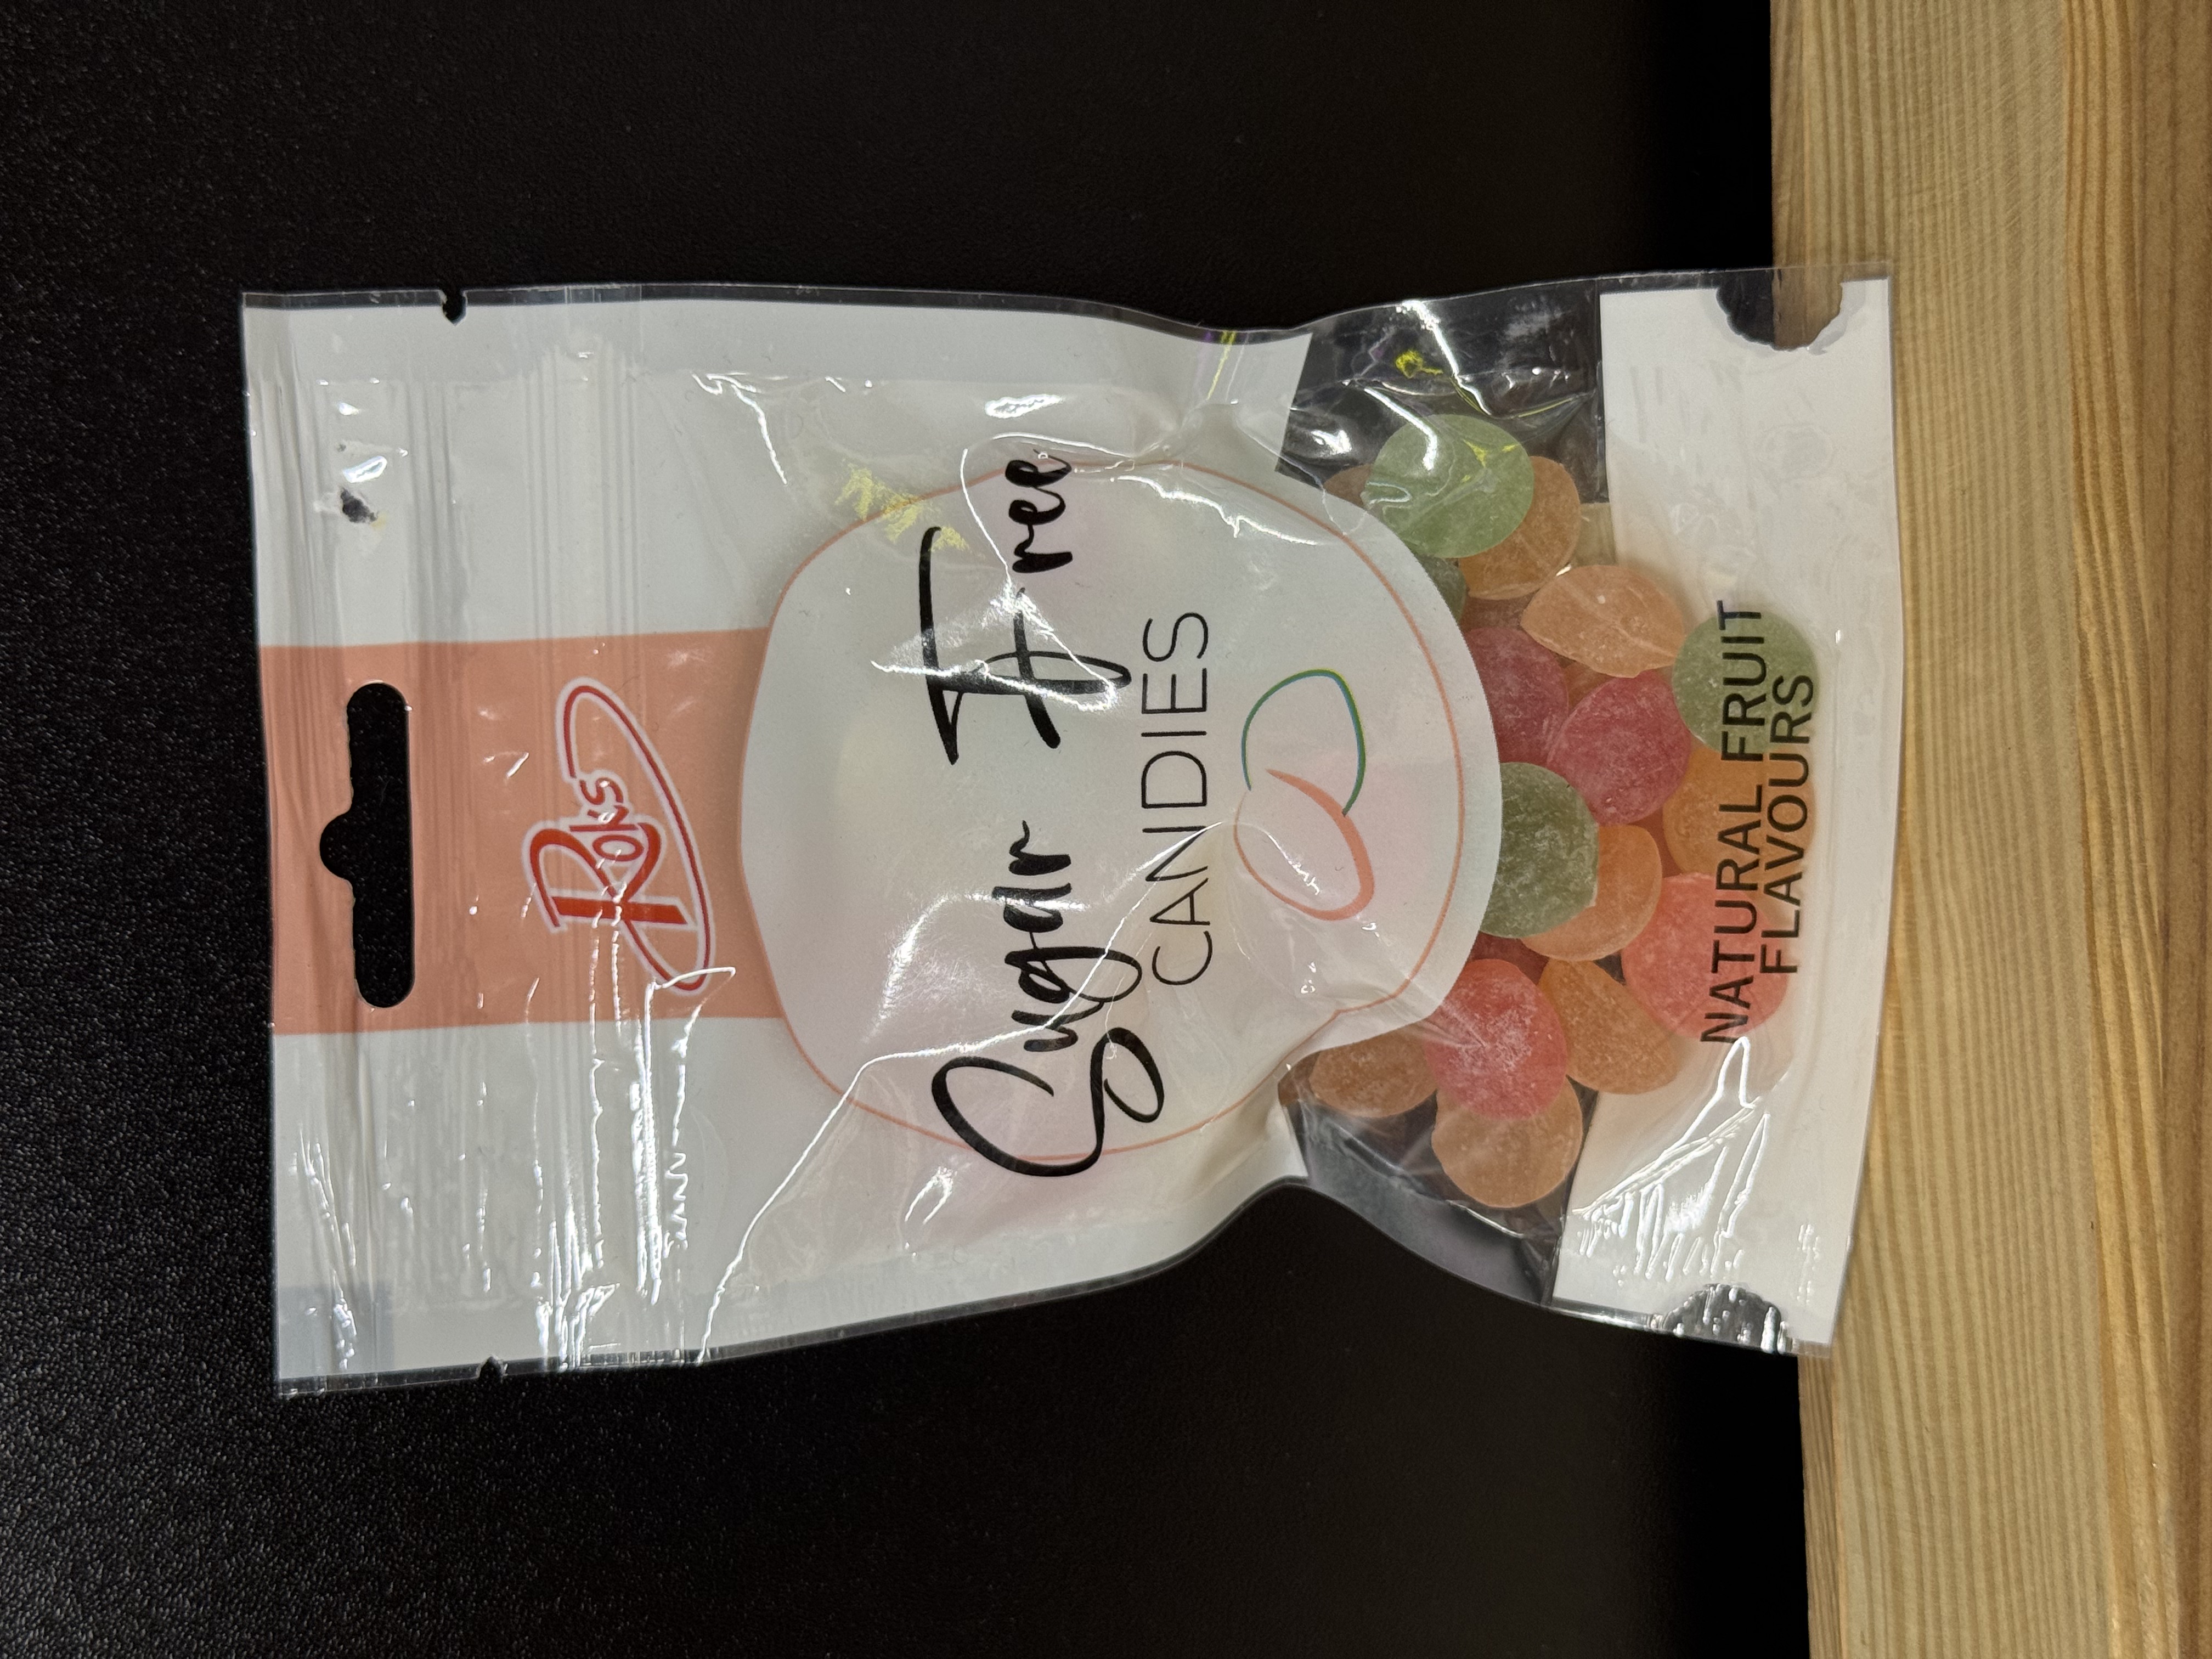 Roks
Sugar Free
CANDIES
NATURAL FRUIT
FLAVOURS